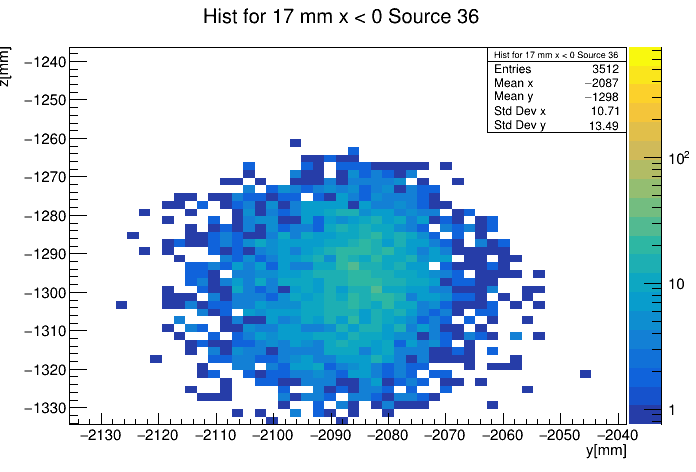 Hist for 17 mm x < 0 Source 36
z[mm]
Hist for 17 mm x < 0 Source 36
Entries 3512
Mean x −2087
Mean y −1298
Std Dev x 10.71
Std Dev y 13.49
−1240
−1250
−1260
−1270
−1280
−1290
−1300
−1310
−1320
−1330
10²
10
1
−2130 −2120 −2110 −2100 −2090 −2080 −2070 −2060 −2050 −2040
y[mm]